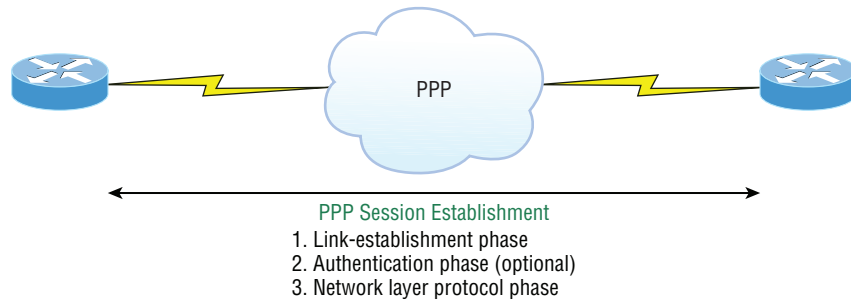 PPP
PPP Session Establishment
1. Link-establishment phase
2. Authentication phase (optional)
3. Network layer protocol phase